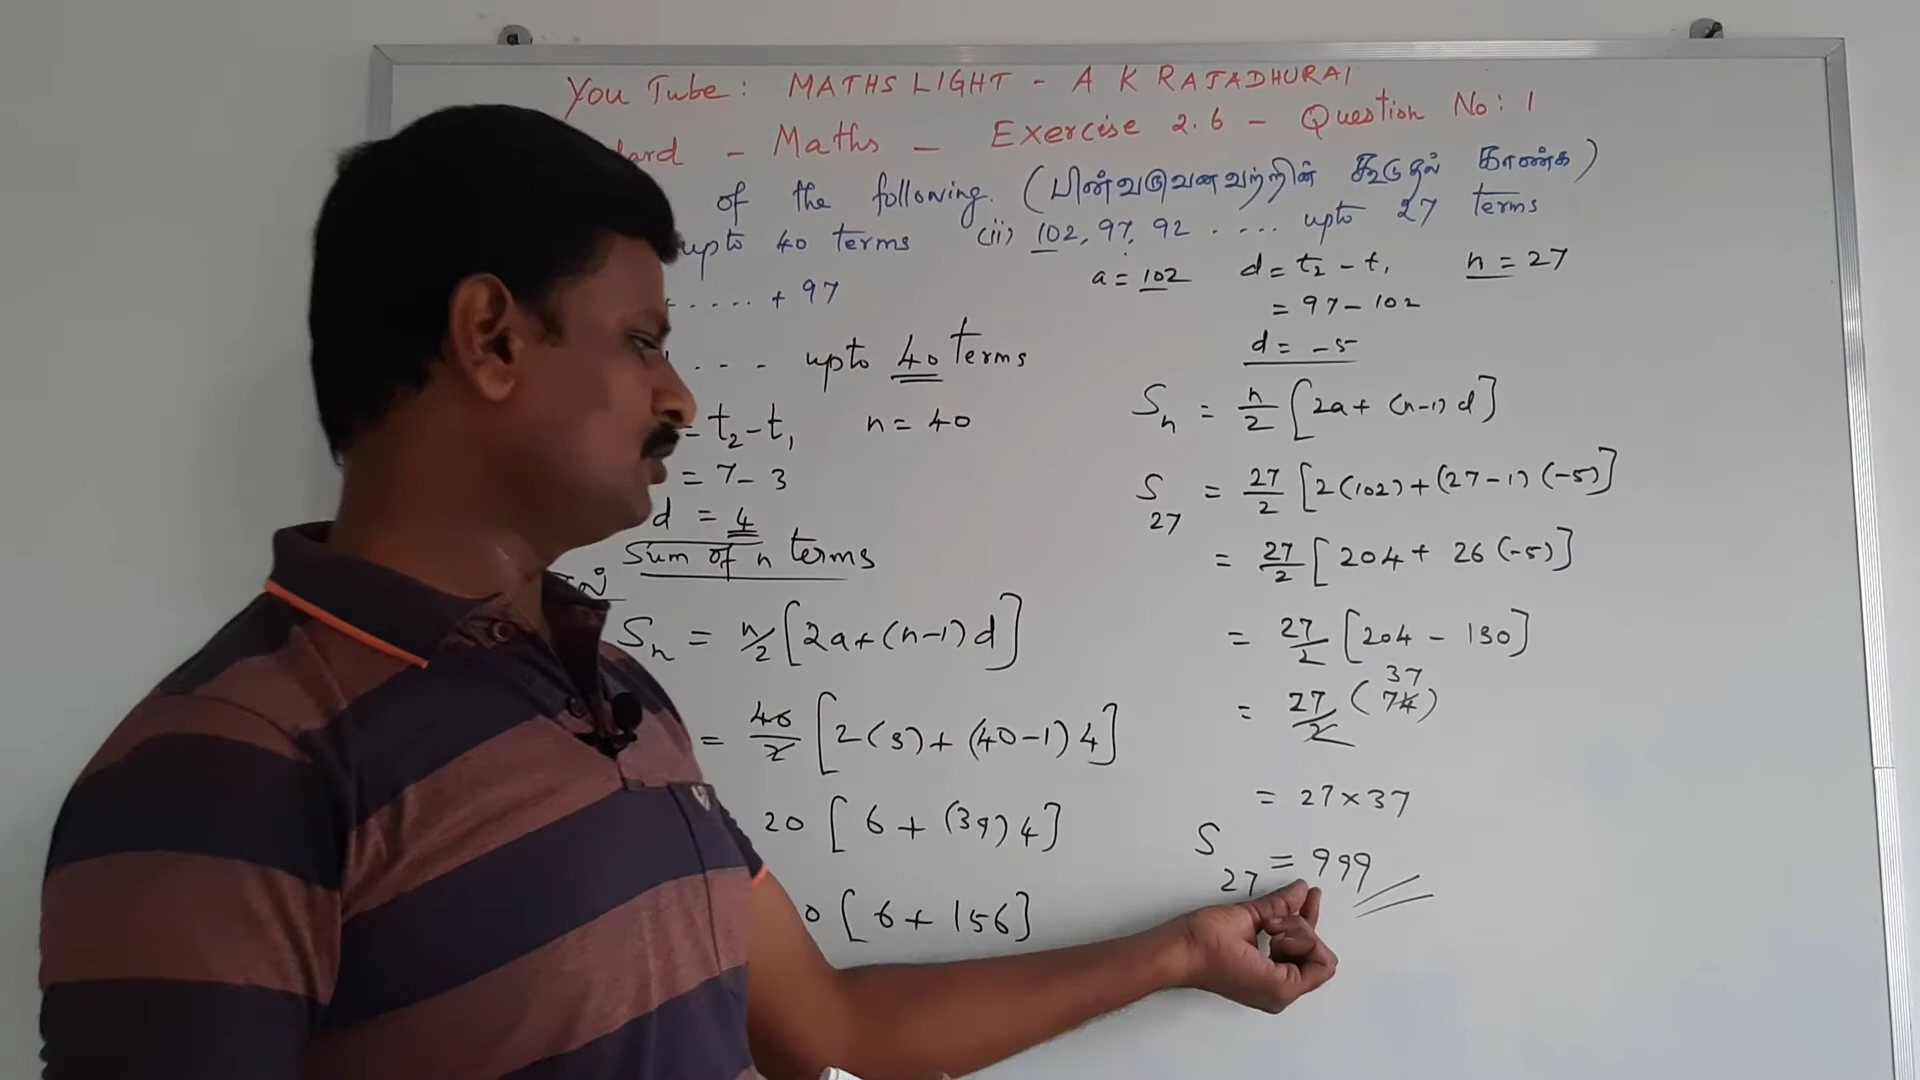 You Tube: MATHS LIGHT - A K RAJADHURAI
dard - Maths - Exercise 2.6 - Question No: 1
of the following. (பின்வருவனவற்றின் கூடுதல் காண்க)
upto 40 terms (ii) 102, 97, 92 ..... upto 27 terms
..... + 97
... upto 40 terms
= t₂-t₁ n = 40
= 7-3
d = 4
Sum of n terms
Sₙ = n/2 [2a+(n-1)d]
= 40/2 [2(3)+(40-1)4]
20 [6+(39)4]
0 [6+156]
a = 102 d = t₂-t₁ n = 27
= 97-102
d = -5
Sₙ = n/2 [2a+(n-1)d]
S₂₇ = 27/2 [2(102)+(27-1)(-5)]
= 27/2 [204+26(-5)]
= 27/2 [204-130]
37
= 27/2 (74)
= 27×37
S₂₇ = 999